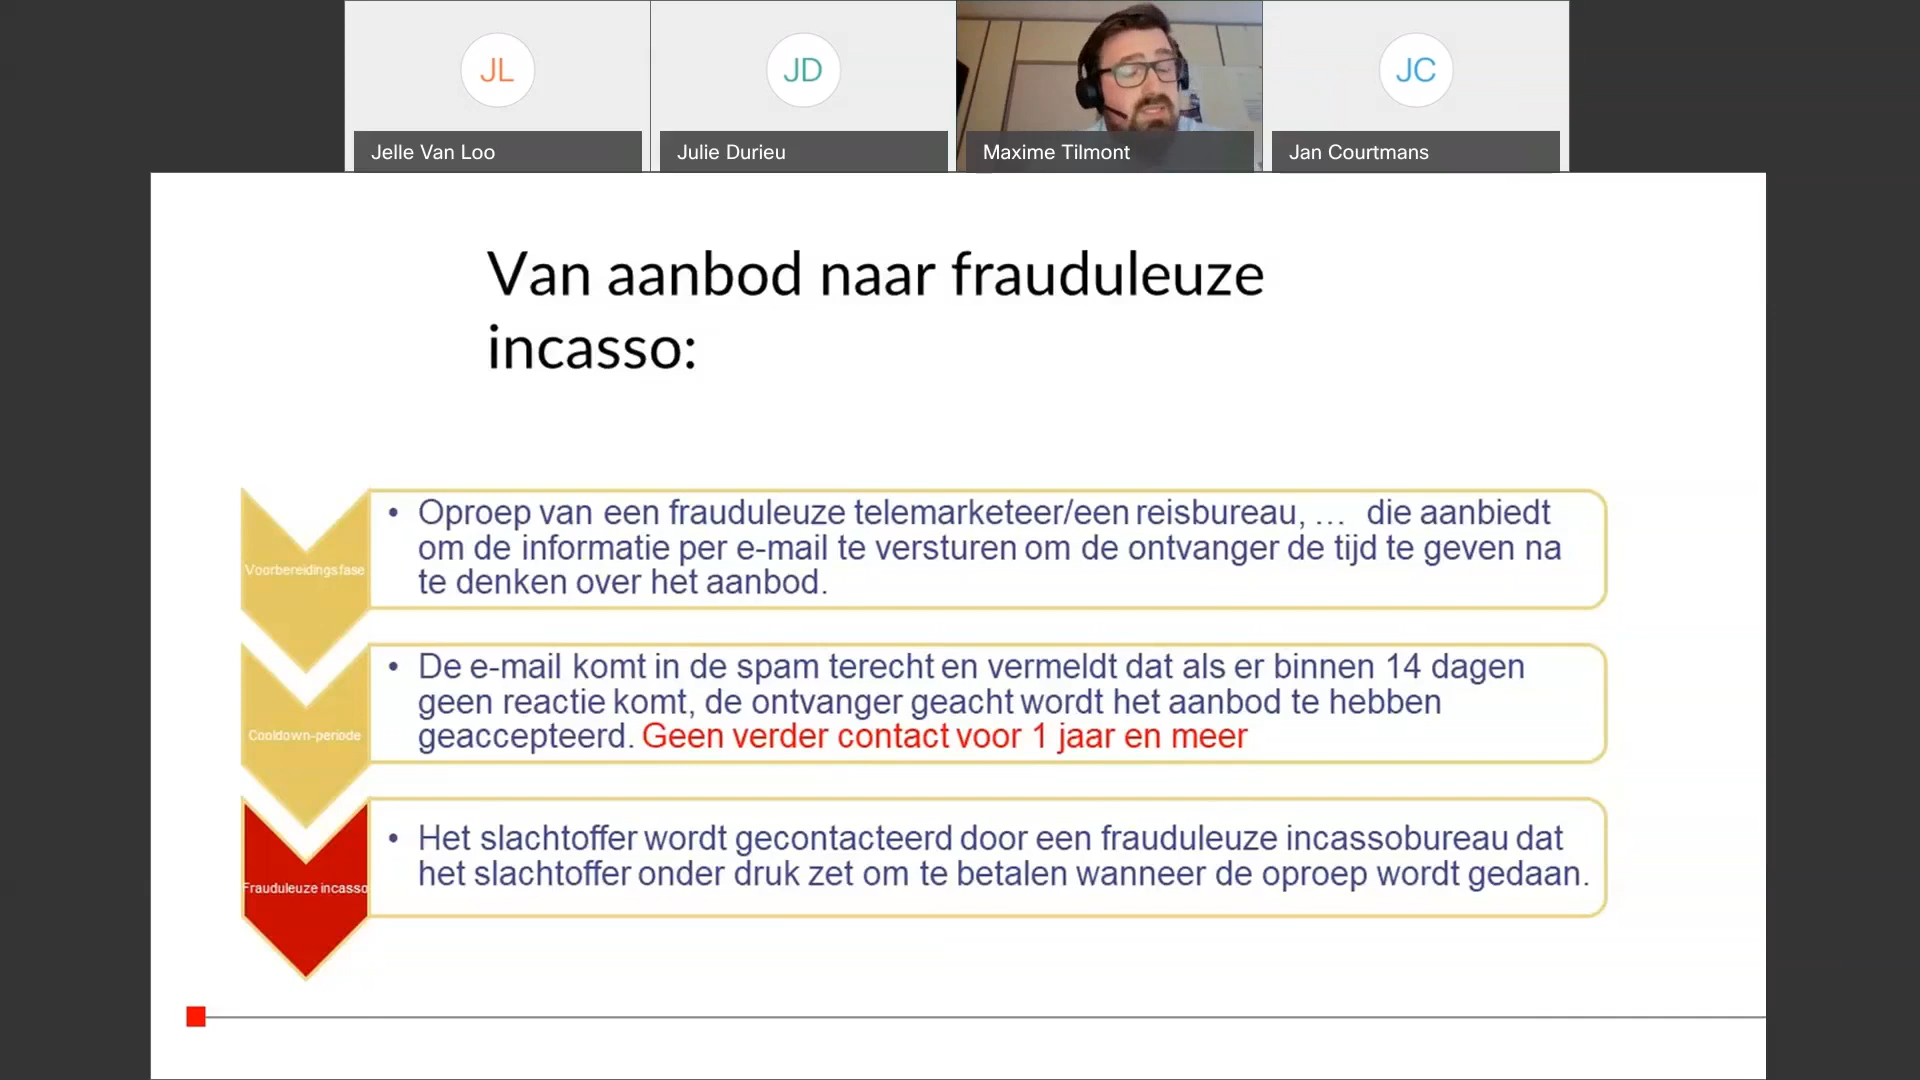 JL
JD
JC
Jelle Van Loo
Julie Durieu
Maxime Tilmont
Jan Courtmans
Van aanbod naar frauduleuze
incasso:
Voorbereidingsfase
• Oproep van een frauduleuze telemarketeer/een reisbureau, … die aanbiedt
om de informatie per e-mail te versturen om de ontvanger de tijd te geven na
te denken over het aanbod.
Cooldown-periode
• De e-mail komt in de spam terecht en vermeldt dat als er binnen 14 dagen
geen reactie komt, de ontvanger geacht wordt het aanbod te hebben
geaccepteerd. Geen verder contact voor 1 jaar en meer
Frauduleuze incasso
• Het slachtoffer wordt gecontacteerd door een frauduleuze incassobureau dat
het slachtoffer onder druk zet om te betalen wanneer de oproep wordt gedaan.